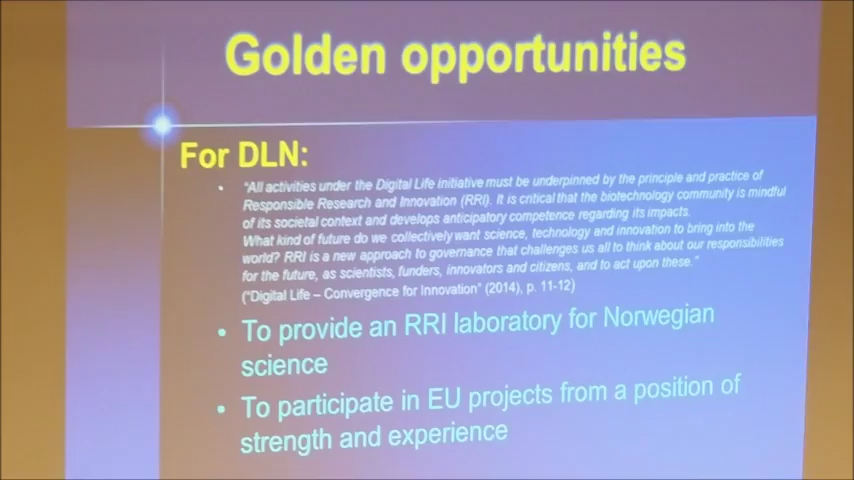 Golden opportunities
For DLN:
• "All activities under the Digital Life initiative must be underpinned by the principle and practice of
Responsible Research and Innovation (RRI). It is critical that the biotechnology community is mindful
of its societal context and develops anticipatory competence regarding its impacts.
What kind of future do we collectively want science, technology and innovation to bring into the
world? RRI is a new approach to governance that challenges us all to think about our responsibilities
for the future, as scientists, funders, innovators and citizens, and to act upon these."
("Digital Life – Convergence for Innovation" (2014), p. 11-12)
• To provide an RRI laboratory for Norwegian
science
• To participate in EU projects from a position of
strength and experience